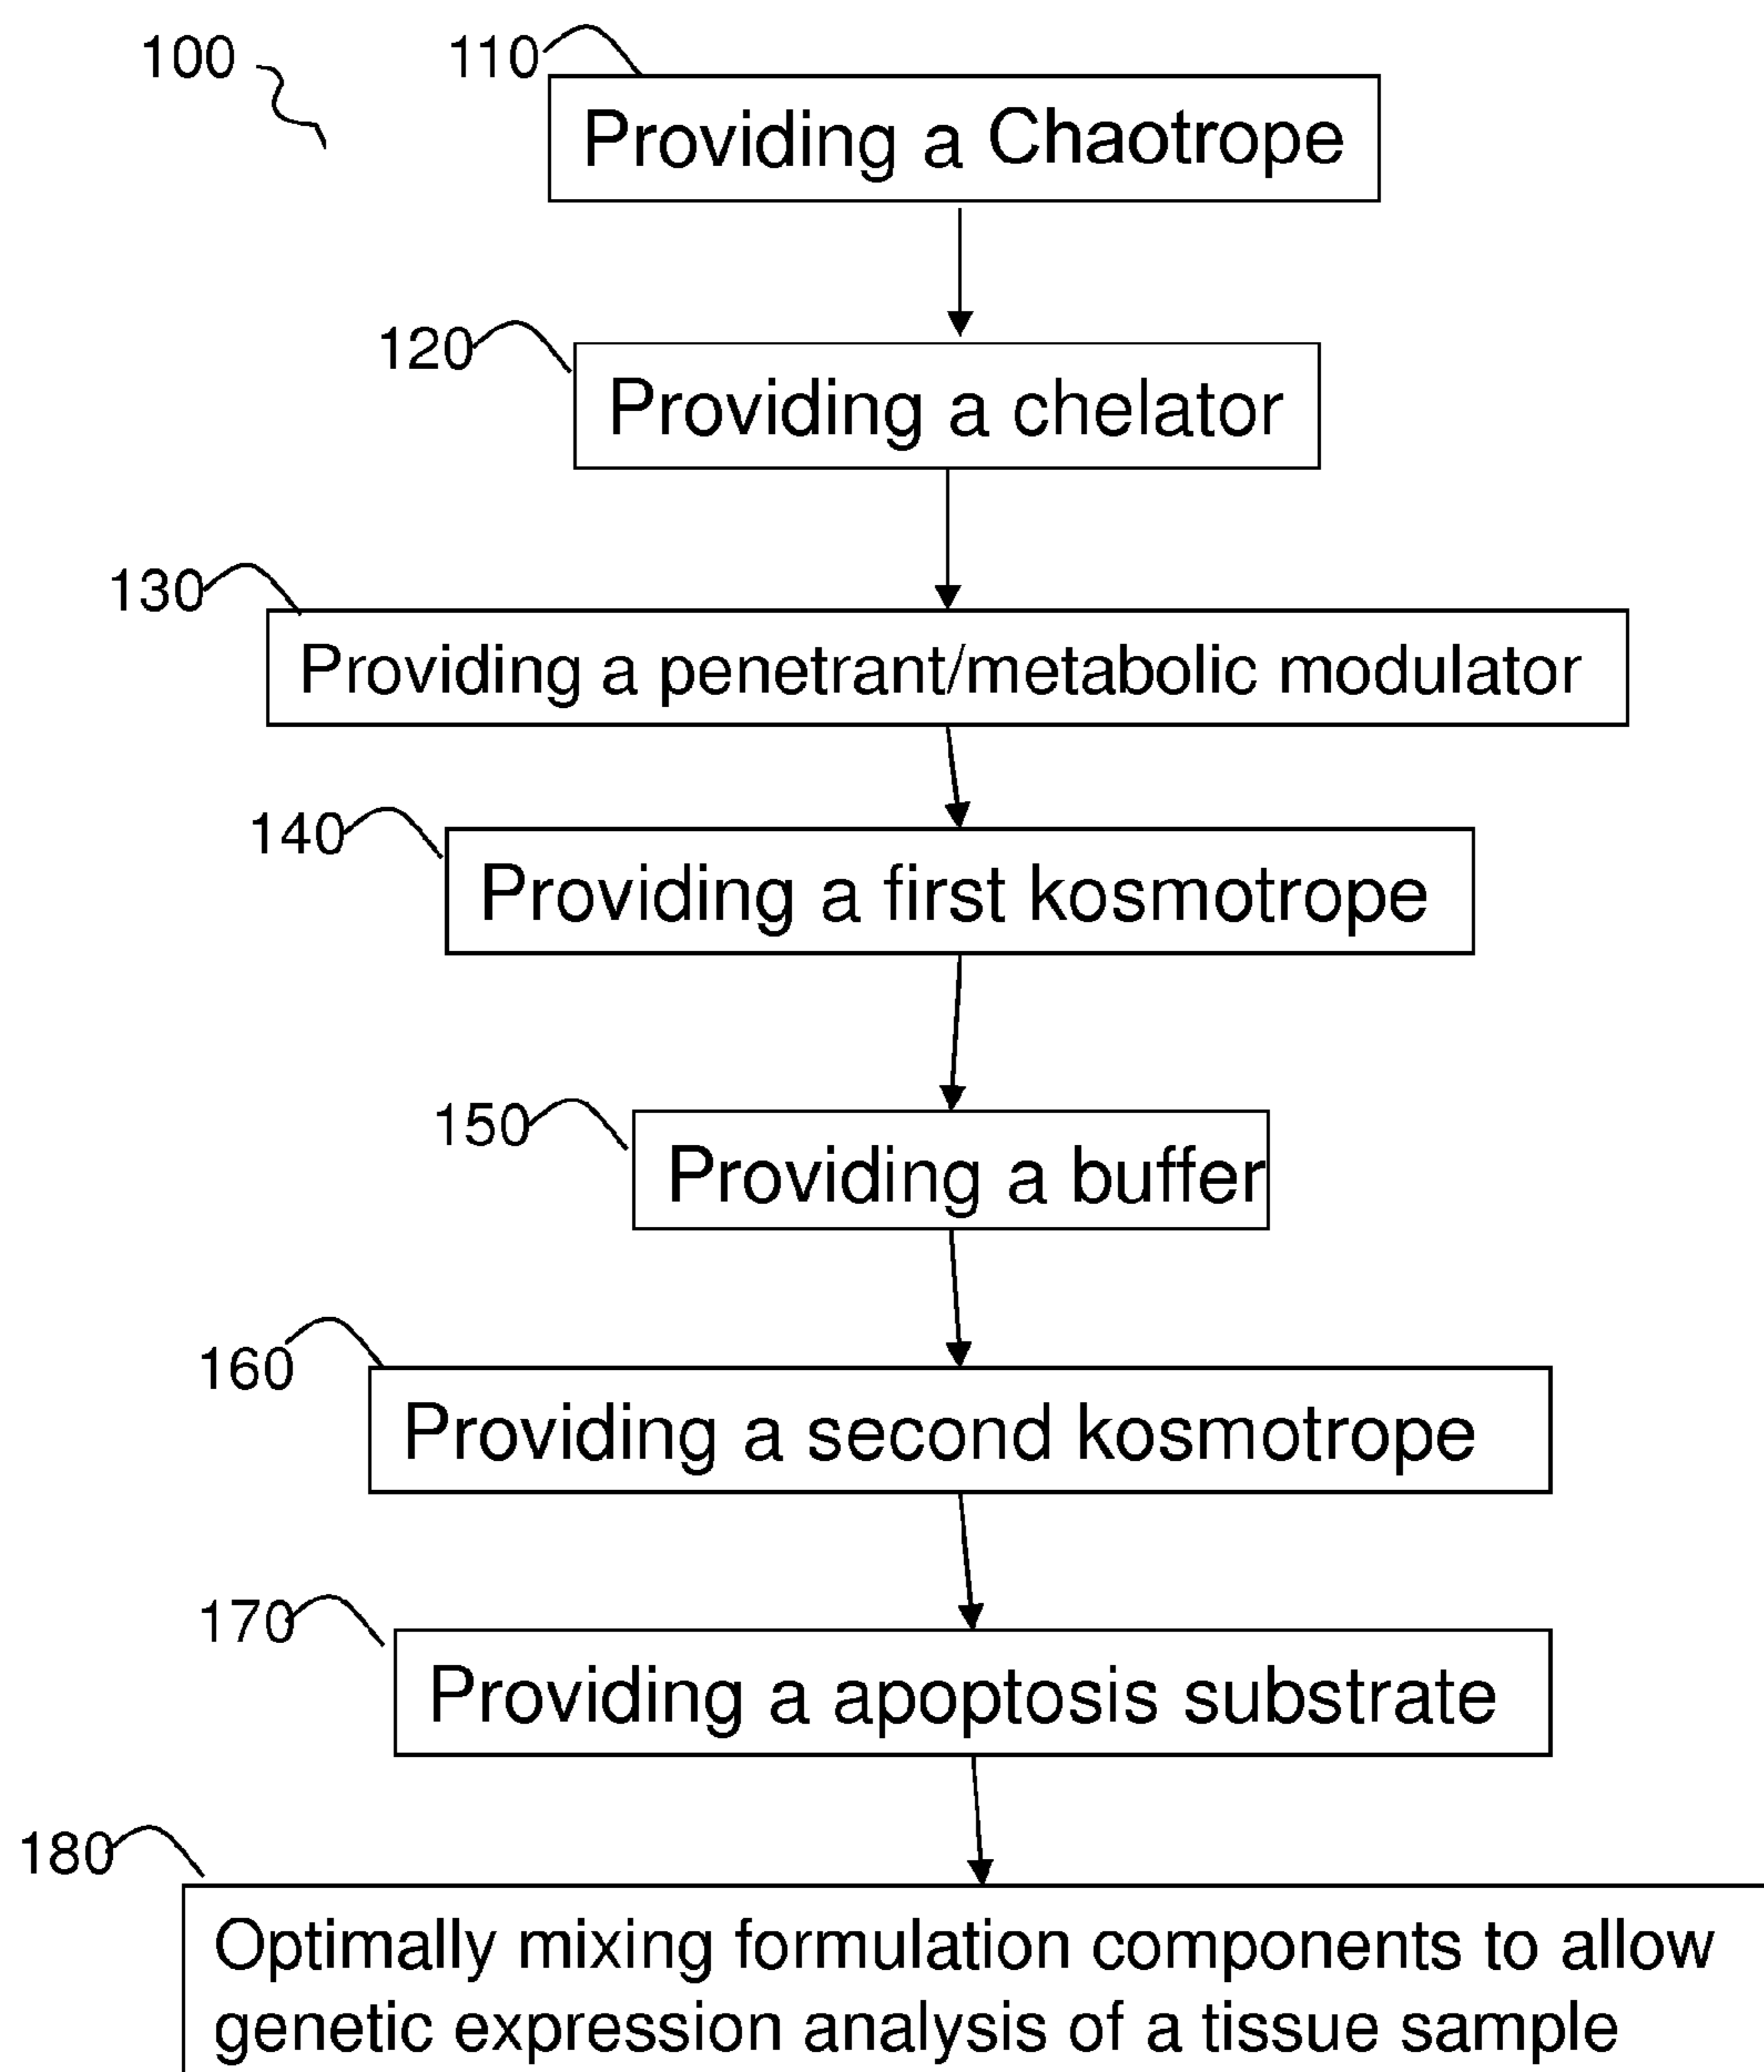 100
110
Providing a Chaotrope
120
Providing a chelator
130
Providing a penetrant/metabolic modulator
140
Providing a first kosmotrope
150
Providing a buffer
160
Providing a second kosmotrope
170
Providing a apoptosis substrate
180
Optimally mixing formulation components to allow
genetic expression analysis of a tissue sample